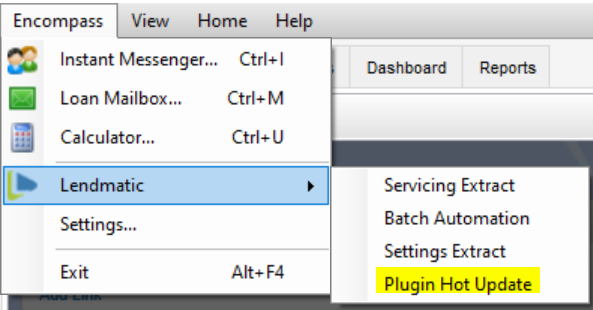 Encompass View Home Help
Instant Messenger... Ctrl+I
Dashboard Reports
Loan Mailbox... Ctrl+M
Calculator... Ctrl+U
Lendmatic
Servicing Extract
Batch Automation
Settings...
Settings Extract
Exit Alt+F4
Plugin Hot Update
Add Link